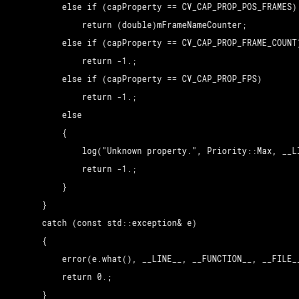 else if (capProperty == CV_CAP_PROP_POS_FRAMES)
return (double)mFrameNameCounter;
else if (capProperty == CV_CAP_PROP_FRAME_COUNT)
return -1.;
else if (capProperty == CV_CAP_PROP_FPS)
return -1.;
else
{
log("Unknown property.", Priority::Max, __LI
return -1.;
}
}
catch (const std::exception& e)
{
error(e.what(), __LINE__, __FUNCTION__, __FILE__
return 0.;
}